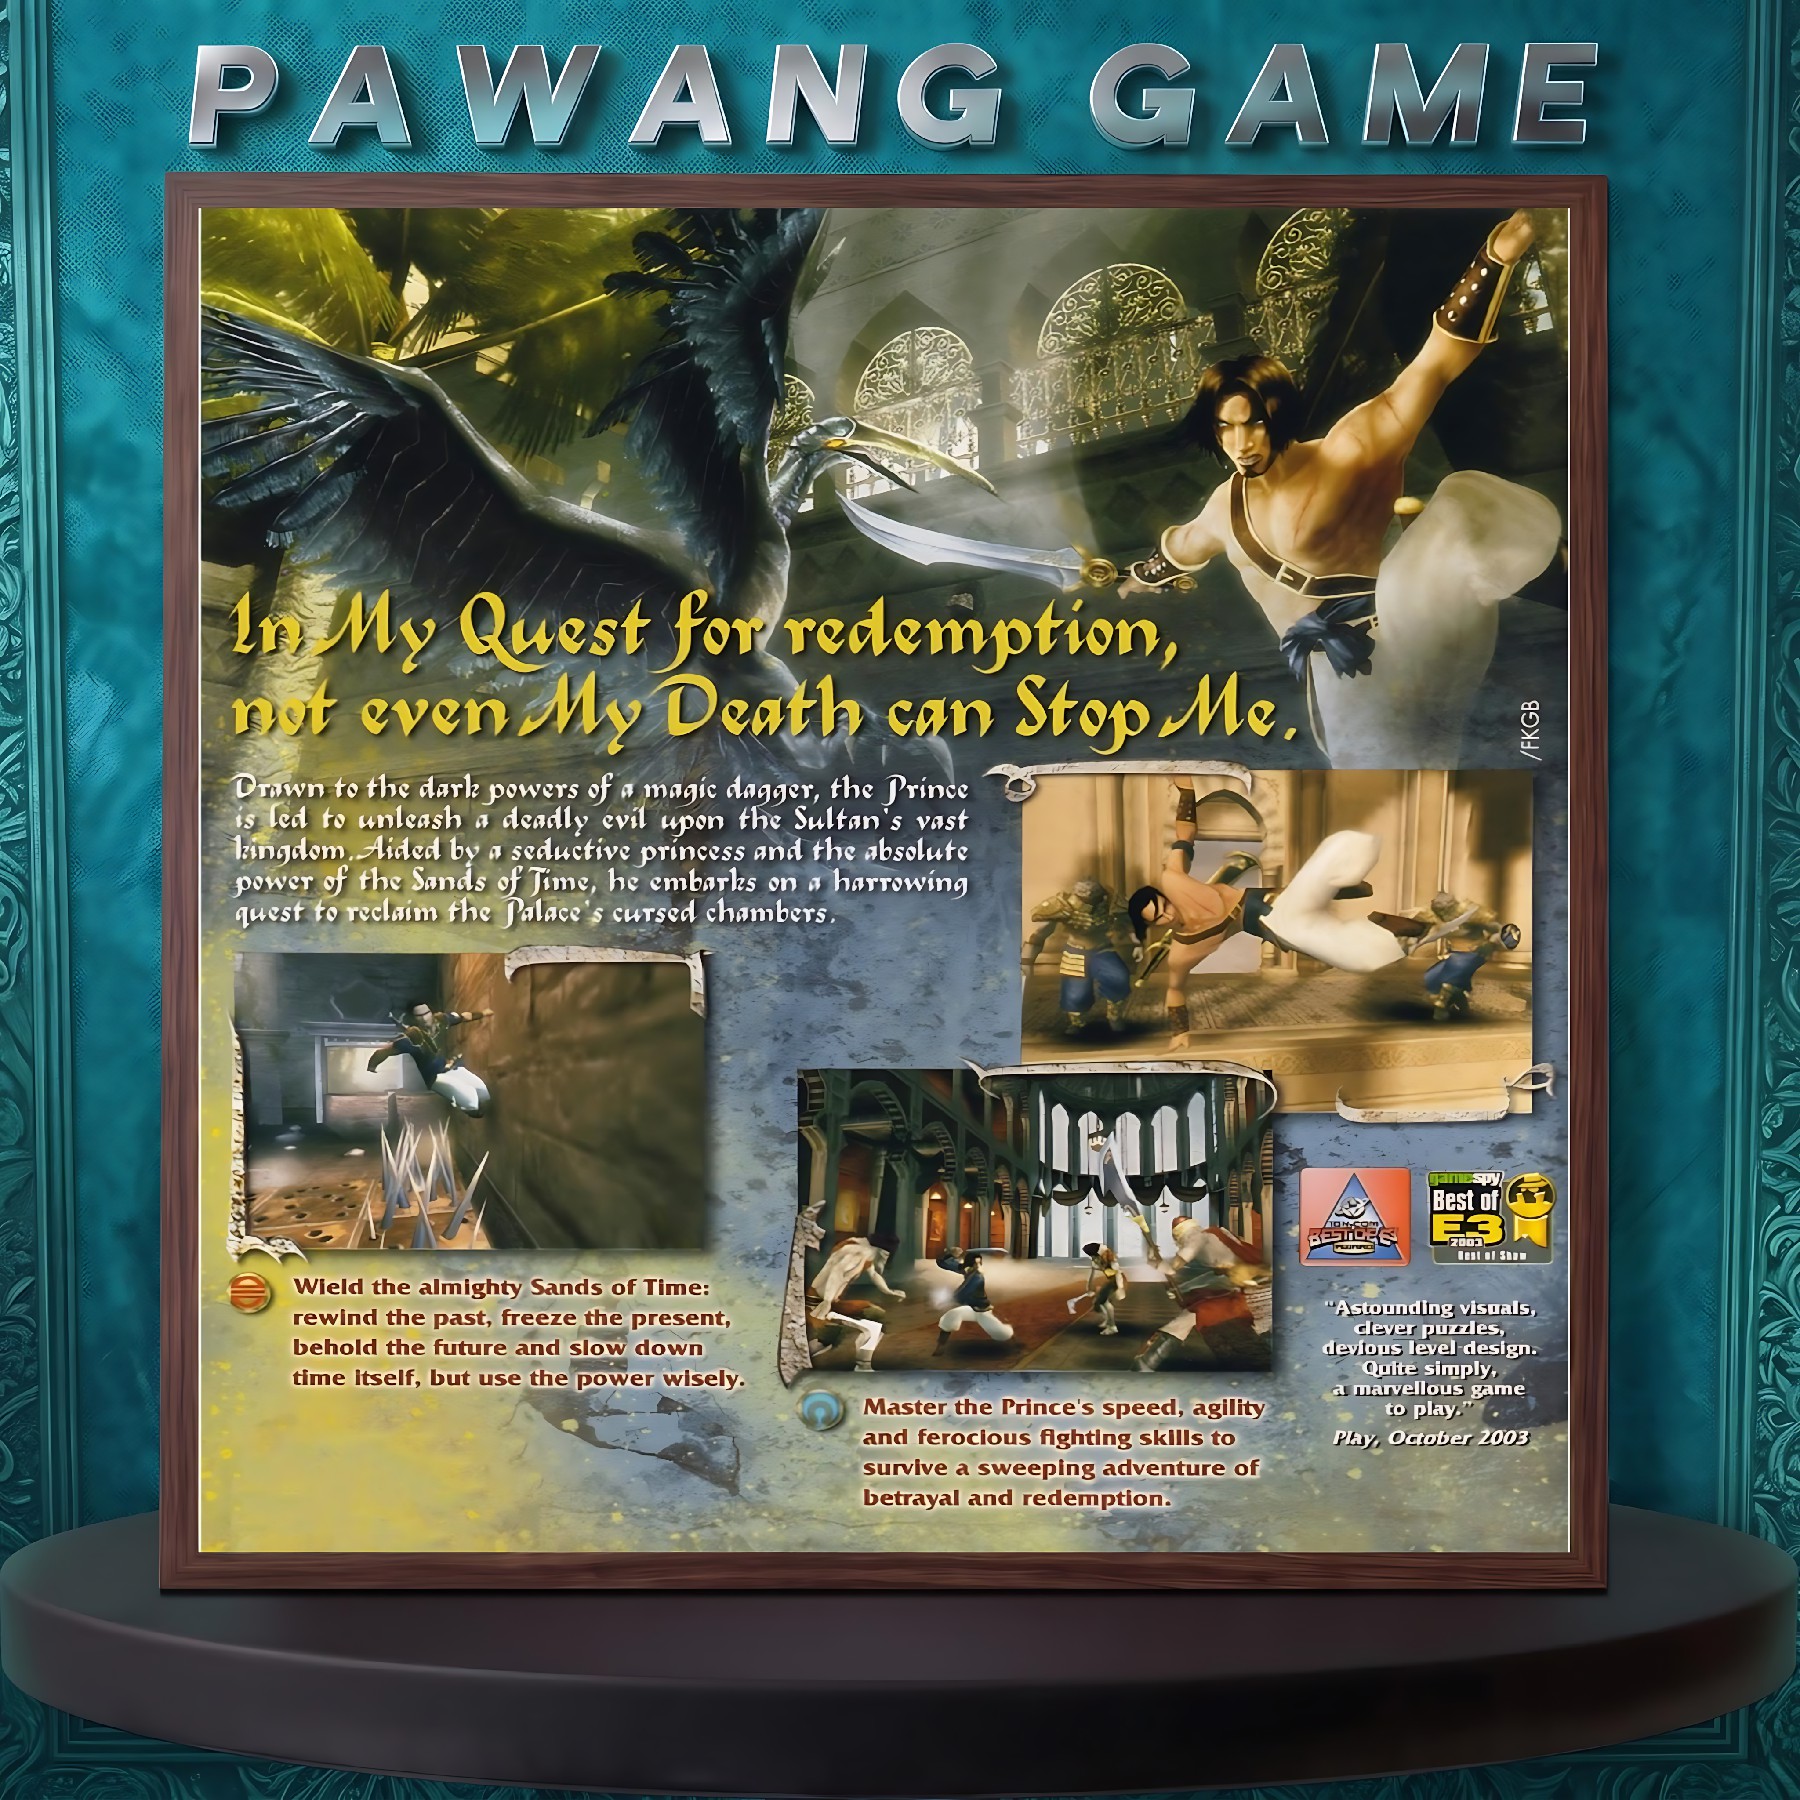 PAWANG GAME
In My Quest for redemption,
not even My Death can Stop Me.
/FKGB
Drawn to the dark powers of a magic dagger, the Prince
is led to unleash a deadly evil upon the Sultan's vast
kingdom. Aided by a seductive princess and the absolute
power of the Sands of Time, he embarks on a harrowing
quest to reclaim the Palace's cursed chambers.
Wield the almighty Sands of Time:
rewind the past, freeze the present,
behold the future and slow down
time itself, but use the power wisely.
Master the Prince's speed, agility
and ferocious fighting skills to
survive a sweeping adventure of
betrayal and redemption.
IGN.COM
BEST OF E3
AWARD
gamespy
Best of
E3
2003
Best of Show
"Astounding visuals,
clever puzzles,
devious level design.
Quite simply,
a marvellous game
to play."
Play, October 2003